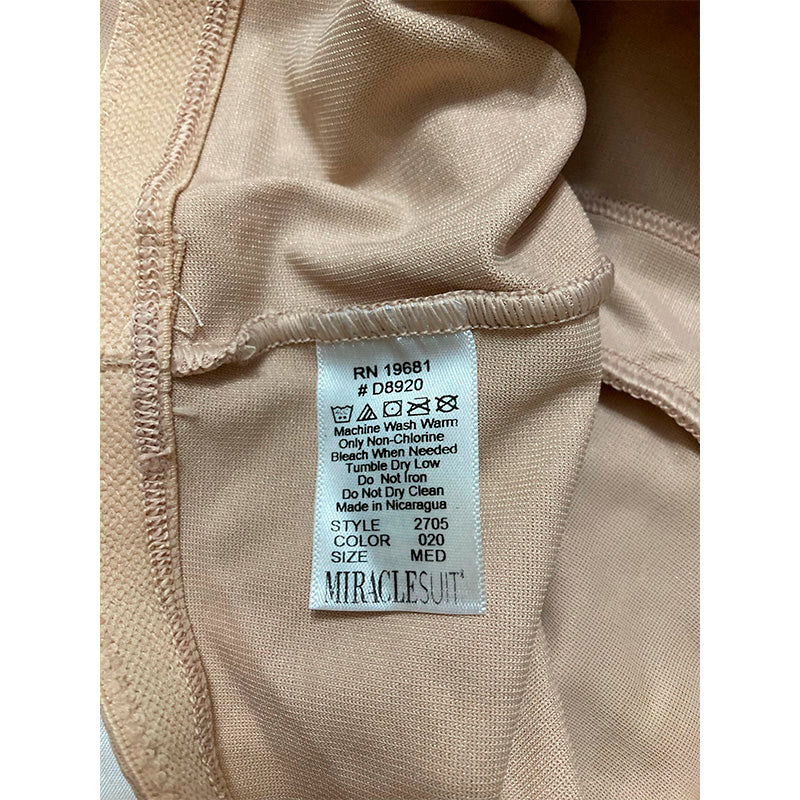 RN 19681
# D8920
Machine Wash Warm
Only Non-Chlorine
Bleach When Needed
Tumble Dry Low
Do Not Iron
Do Not Dry Clean
Made in Nicaragua
STYLE 2705
COLOR 020
SIZE MED
MIRACLESUIT